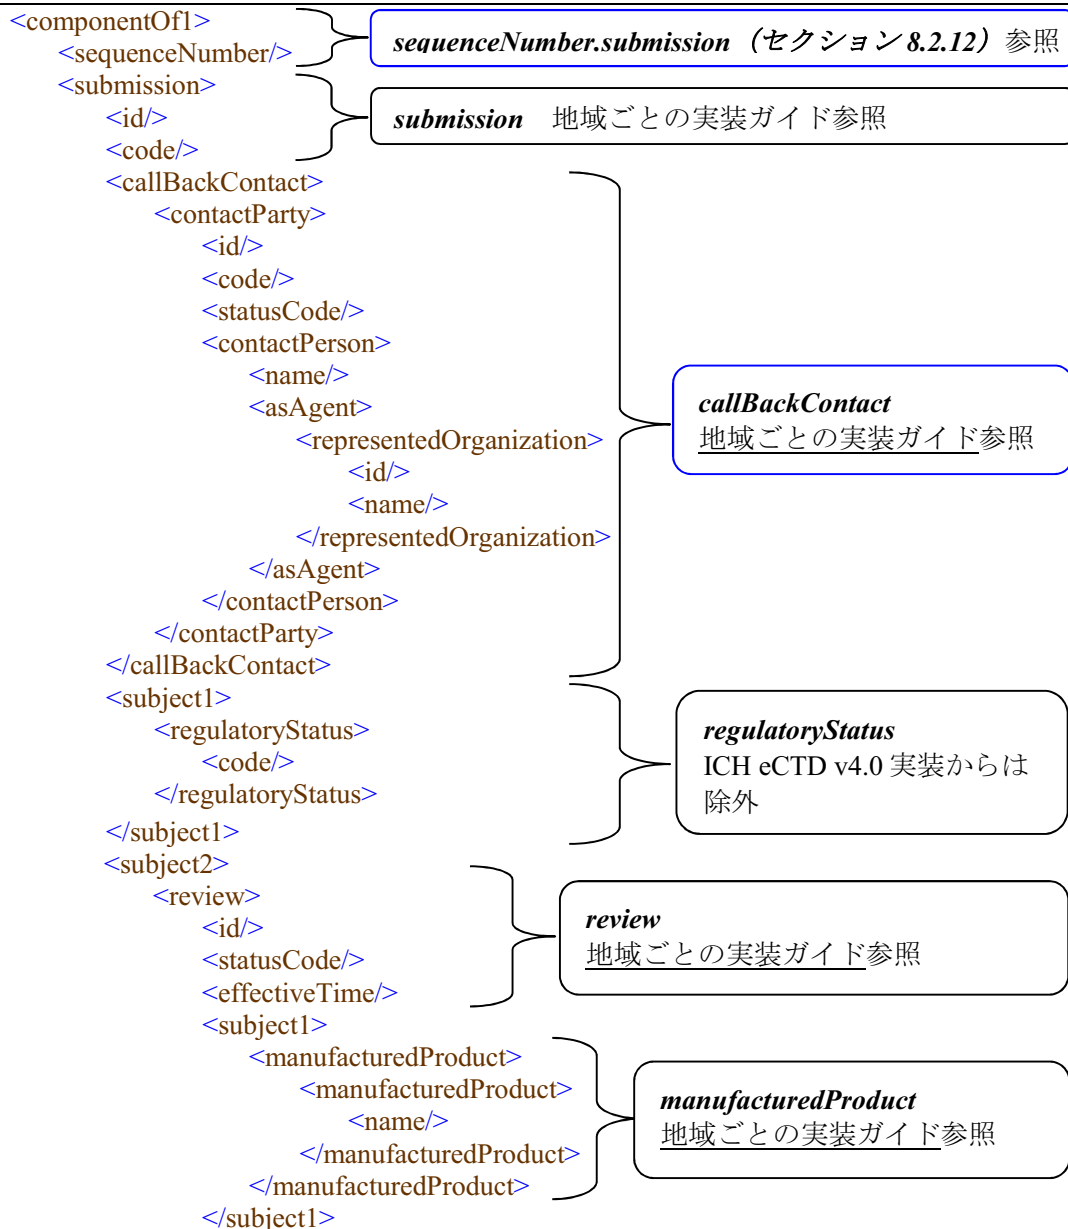 <componentOf1>
<sequenceNumber/>
sequenceNumber.submission（セクション 8.2.12）参照
<submission>
<id/>
<code/>
submission 地域ごとの実装ガイド参照
<callBackContact>
<contactParty>
<id/>
<code/>
<statusCode/>
<contactPerson>
<name/>
<asAgent>
<representedOrganization>
<id/>
<name/>
</representedOrganization>
</asAgent>
</contactPerson>
</contactParty>
</callBackContact>
callBackContact
地域ごとの実装ガイド参照
<subject1>
<regulatoryStatus>
<code/>
</regulatoryStatus>
</subject1>
regulatoryStatus
ICH eCTD v4.0 実装からは
除外
<subject2>
<review>
<id/>
<statusCode/>
<effectiveTime/>
review
地域ごとの実装ガイド参照
<subject1>
<manufacturedProduct>
<manufacturedProduct>
<name/>
</manufacturedProduct>
</manufacturedProduct>
manufacturedProduct
地域ごとの実装ガイド参照
</subject1>